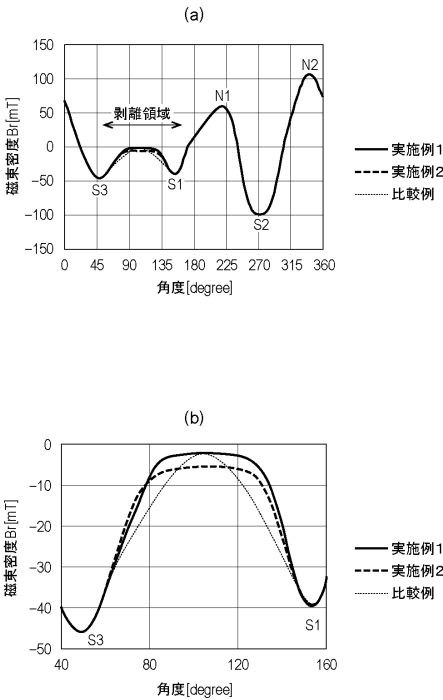 (a)
磁束密度Br[mT]
150
100
50
0
−50
−100
−150
剥離領域
S3
S1
N1
S2
N2
0 45 90 135 180 225 270 315 360
角度[degree]
実施例1
実施例2
比較例
(b)
磁束密度Br[mT]
0
−10
−20
−30
−40
−50
S3
S1
40 80 120 160
角度[degree]
実施例1
実施例2
比較例